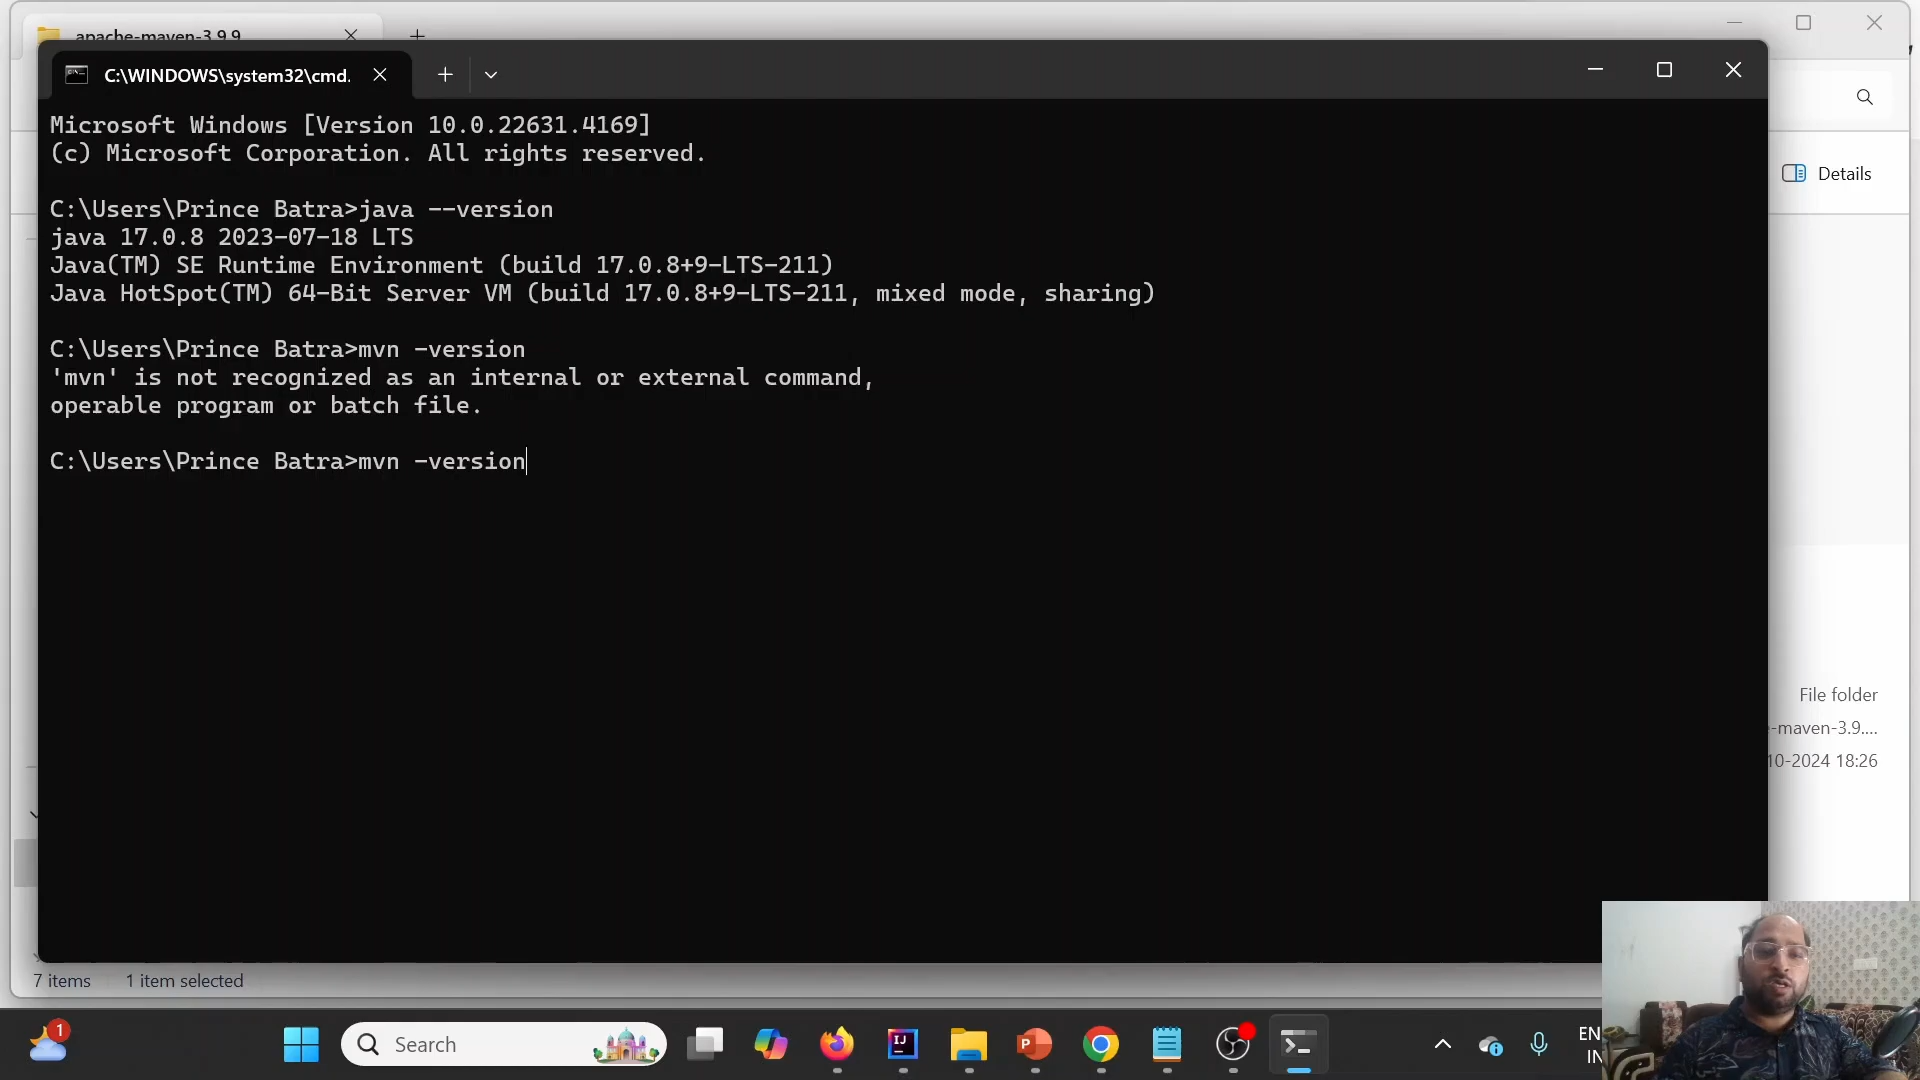 apache-maven-3.9.9
C:\WINDOWS\system32\cmd.
Microsoft Windows [Version 10.0.22631.4169]
(c) Microsoft Corporation. All rights reserved.
C:\Users\Prince Batra>java --version
java 17.0.8 2023-07-18 LTS
Java(TM) SE Runtime Environment (build 17.0.8+9-LTS-211)
Java HotSpot(TM) 64-Bit Server VM (build 17.0.8+9-LTS-211, mixed mode, sharing)
C:\Users\Prince Batra>mvn -version
'mvn' is not recognized as an internal or external command,
operable program or batch file.
C:\Users\Prince Batra>mvn -version
Details
File folder
-maven-3.9....
10-2024 18:26
7 items 1 item selected
1
Search
EN
IN